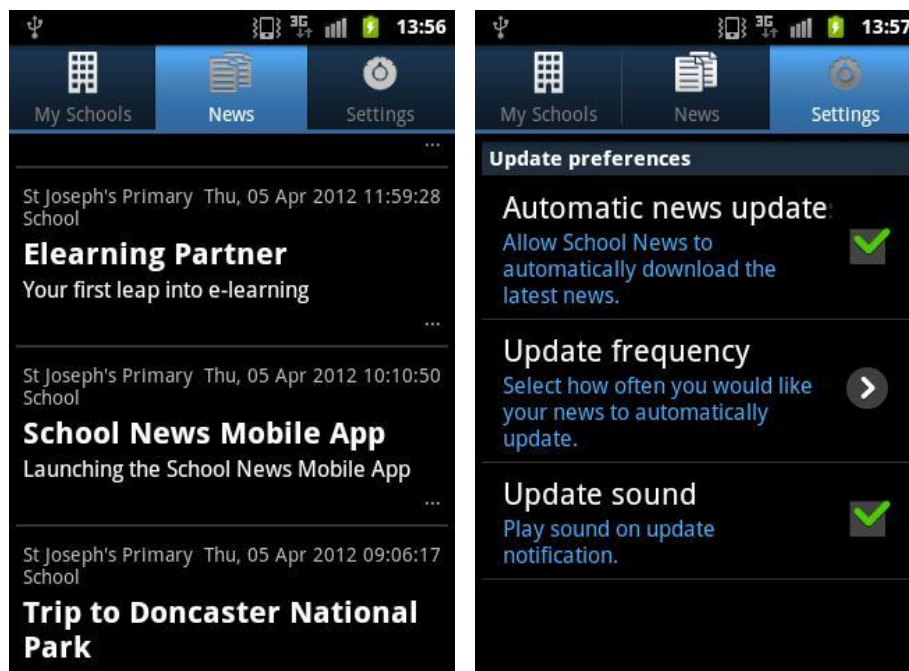 3G 13:56
My Schools News Settings
...
St Joseph's Primary Thu, 05 Apr 2012 11:59:28
School
Elearning Partner
Your first leap into e-learning
...
St Joseph's Primary Thu, 05 Apr 2012 10:10:50
School
School News Mobile App
Launching the School News Mobile App
...
St Joseph's Primary Thu, 05 Apr 2012 09:06:17
School
Trip to Doncaster National
Park
3G 13:57
My Schools News Settings
Update preferences
Automatic news update
Allow School News to
automatically download the
latest news.
Update frequency
Select how often you would like
your news to automatically
update.
Update sound
Play sound on update
notification.